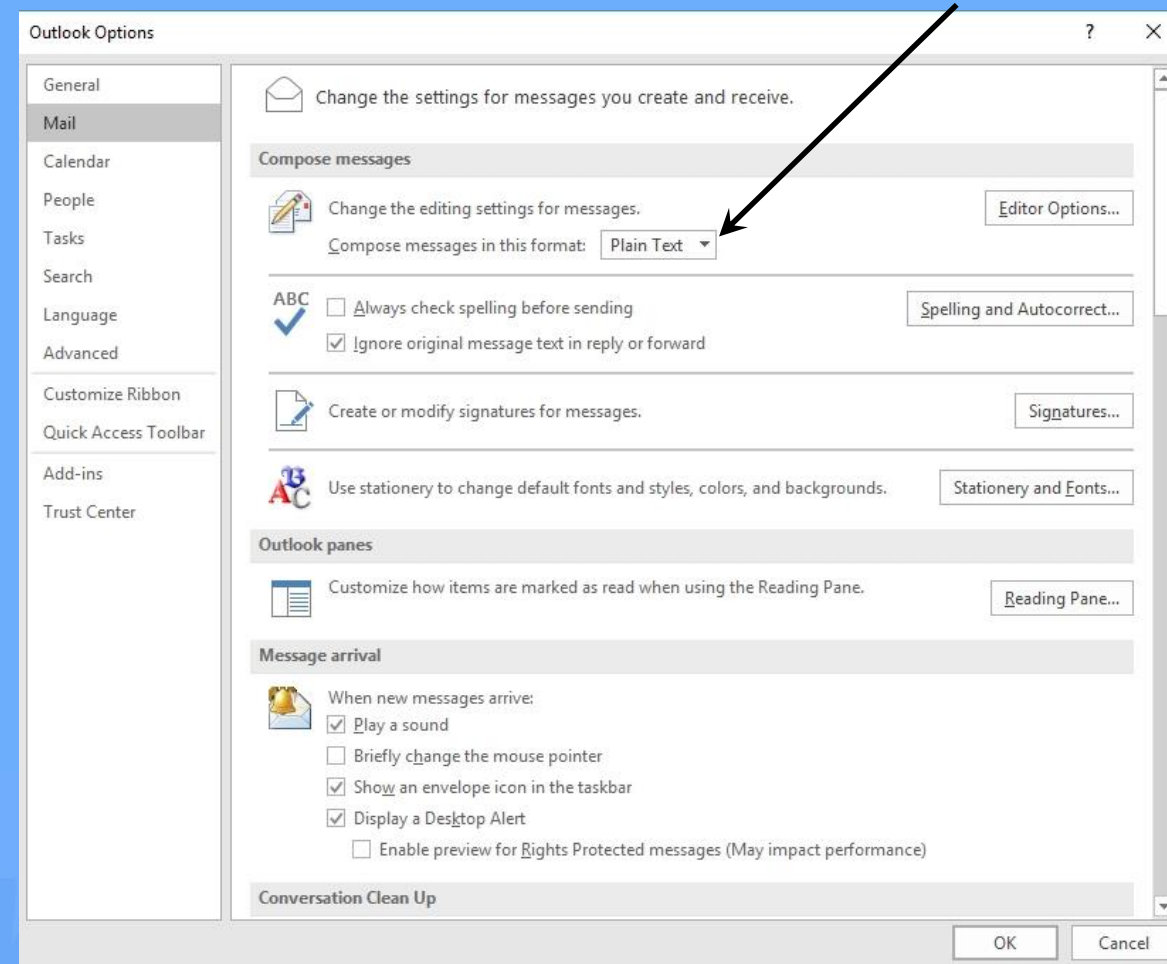 Outlook Options
?
General
Mail
Calendar
People
Tasks
Search
Language
Advanced
Customize Ribbon
Quick Access Toolbar
Add-ins
Trust Center
Change the settings for messages you create and receive.
Compose messages
Change the editing settings for messages.
Editor Options...
Compose messages in this format: Plain Text
ABC
Always check spelling before sending
Spelling and Autocorrect...
Ignore original message text in reply or forward
Create or modify signatures for messages.
Signatures...
Use stationery to change default fonts and styles, colors, and backgrounds.
Stationery and Fonts...
Outlook panes
Customize how items are marked as read when using the Reading Pane.
Reading Pane...
Message arrival
When new messages arrive:
Play a sound
Briefly change the mouse pointer
Show an envelope icon in the taskbar
Display a Desktop Alert
Enable preview for Rights Protected messages (May impact performance)
Conversation Clean Up
OK
Cancel